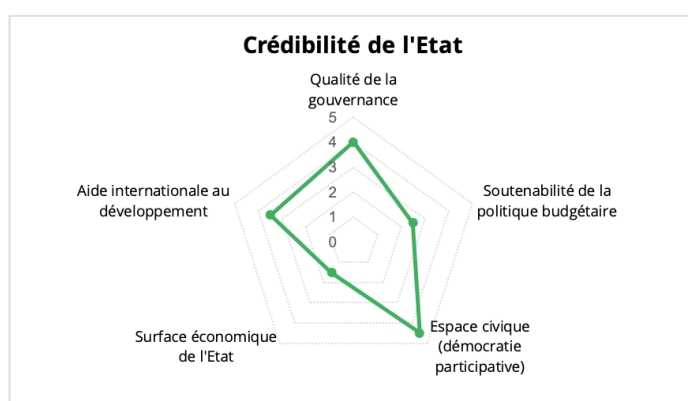 Crédibilité de l'Etat
Qualité de la
gouvernance
5
4
3
2
1
0
Aide internationale au
développement
Soutenabilité de la
politique budgétaire
Surface économique
de l'Etat
Espace civique
(démocratie
participative)